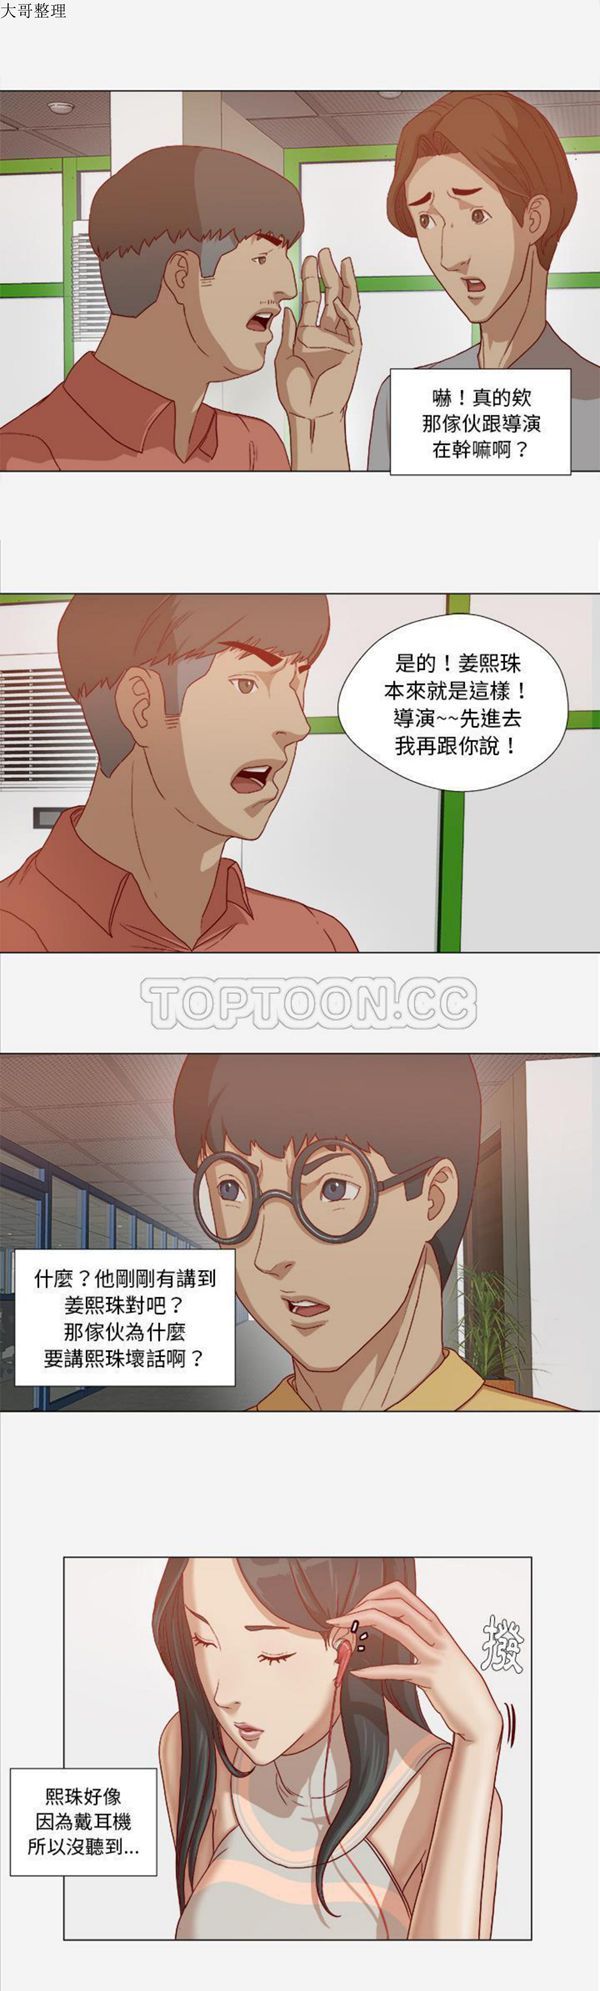 大哥整理
嚇！真的欸
那傢伙跟導演
在幹嘛啊？
是的！姜熙珠
本來就是這樣！
導演~~先進去
我再跟你說！
TOPTOON.CC
什麼？他剛剛有講到
姜熙珠對吧？
那傢伙為什麼
要講熙珠壞話啊？
撥
熙珠好像
因為戴耳機
所以沒聽到...